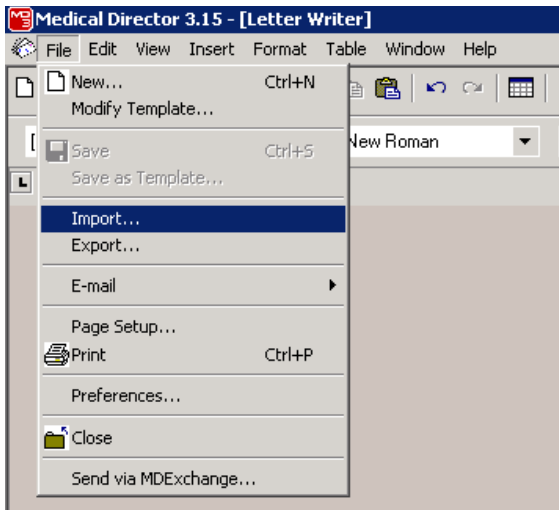 Medical Director 3.15 - [Letter Writer]
File Edit View Insert Format Table Window Help
New... Ctrl+N
Modify Template...
New Roman
Save Ctrl+S
Save as Template...
Import...
Export...
E-mail
Page Setup...
Print Ctrl+P
Preferences...
Close
Send via MDExchange...